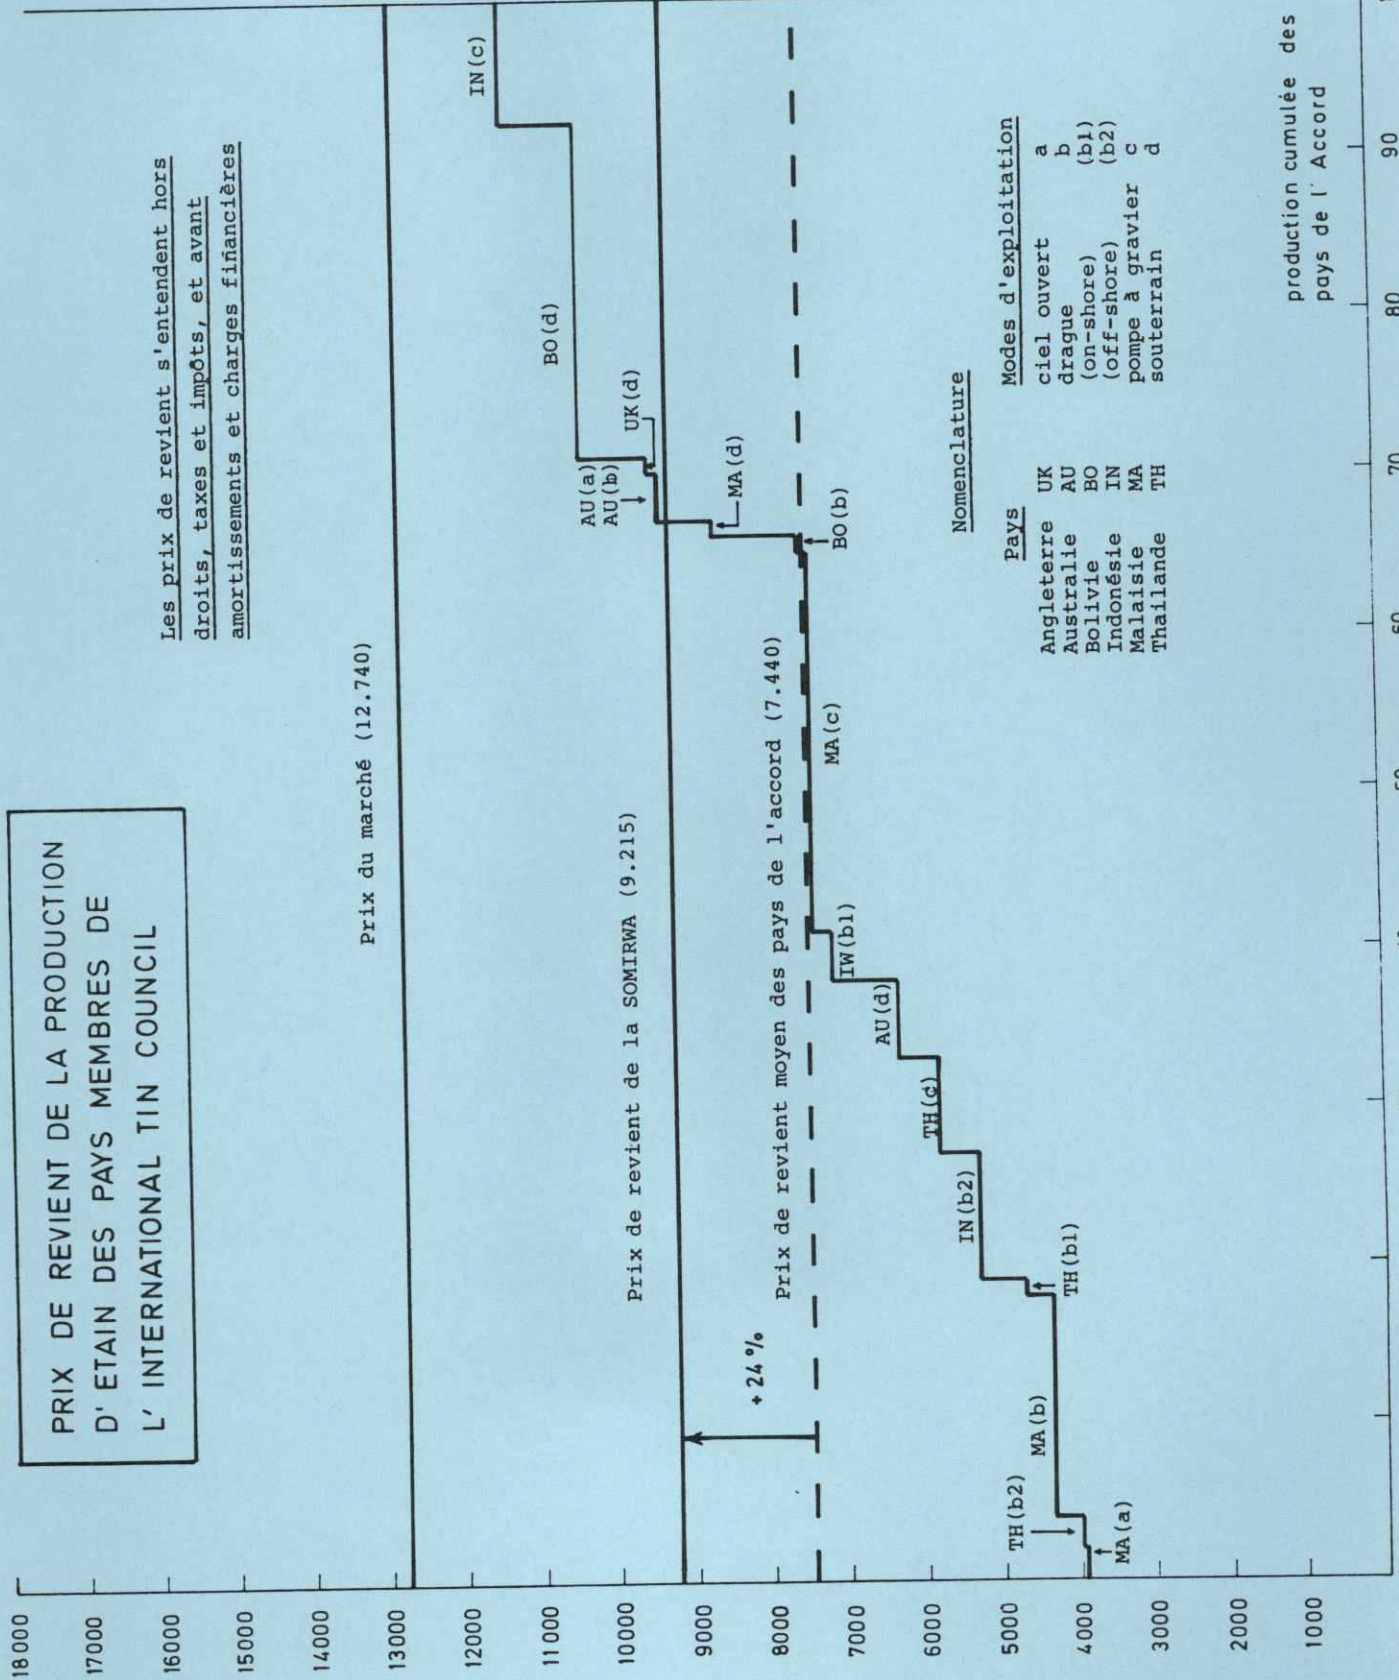 PRIX DE REVIENT DE LA PRODUCTION
D' ETAIN DES PAYS MEMBRES DE
L' INTERNATIONAL TIN COUNCIL
Les prix de revient s'entendent hors
droits, taxes et impôts, et avant
amortissements et charges financières
18000
17000
16000
15000
14000
13000
12000
11000
10000
9000
8000
7000
6000
5000
4000
3000
2000
1000
Prix du marché (12.740)
Prix de revient de la SOMIRWA (9.215)
Prix de revient moyen des pays de l'accord (7.440)
+ 24 %
MA(a)
TH(b2)
MA(b)
TH(b1)
IN(b2)
TH(c)
AU(d)
IW(b1)
MA(c)
BO(b)
MA(d)
AU(a)
AU(b)
UK(d)
BO(d)
IN(c)
Nomenclature
Pays
Angleterre UK
Australie AU
Bolivie BO
Indonésie IN
Malaisie MA
Thailande TH
Modes d'exploitation
ciel ouvert a
drague b
(on-shore) (b1)
(off-shore) (b2)
pompe à gravier c
souterrain d
production cumulée des
pays de l' Accord
60
70
80
90